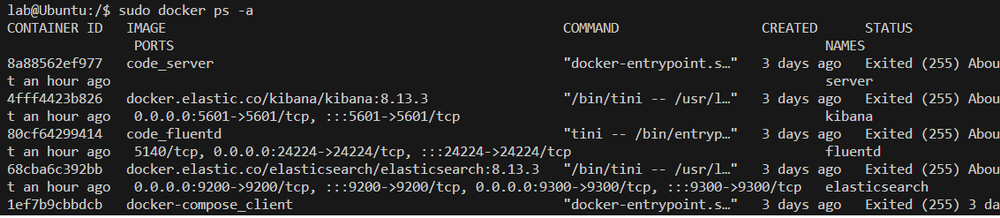 lab@Ubuntu:/$ sudo docker ps -a
CONTAINER ID   IMAGE                                                 COMMAND                  CREATED      STATUS
                  PORTS                                                                                            NAMES
8a88562ef977   code_server                                           "docker-entrypoint.s…"   3 days ago   Exited (255) Abou
t an hour ago                                                                                                      server
4fff4423b826   docker.elastic.co/kibana/kibana:8.13.3                "/bin/tini -- /usr/l…"   3 days ago   Exited (255) Abou
t an hour ago   0.0.0.0:5601->5601/tcp, :::5601->5601/tcp                                                          kibana
80cf64299414   code_fluentd                                          "tini -- /bin/entryp…"   3 days ago   Exited (255) Abou
t an hour ago   5140/tcp, 0.0.0.0:24224->24224/tcp, :::24224->24224/tcp                                            fluentd
68cba6c392bb   docker.elastic.co/elasticsearch/elasticsearch:8.13.3   "/bin/tini -- /usr/l…"   3 days ago   Exited (255) Abou
t an hour ago   0.0.0.0:9200->9200/tcp, :::9200->9200/tcp, 0.0.0.0:9300->9300/tcp, :::9300->9300/tcp   elasticsearch
1ef7b9cbbdcb   docker-compose_client                                 "docker-entrypoint.s…"   3 days ago   Exited (255) 3 da